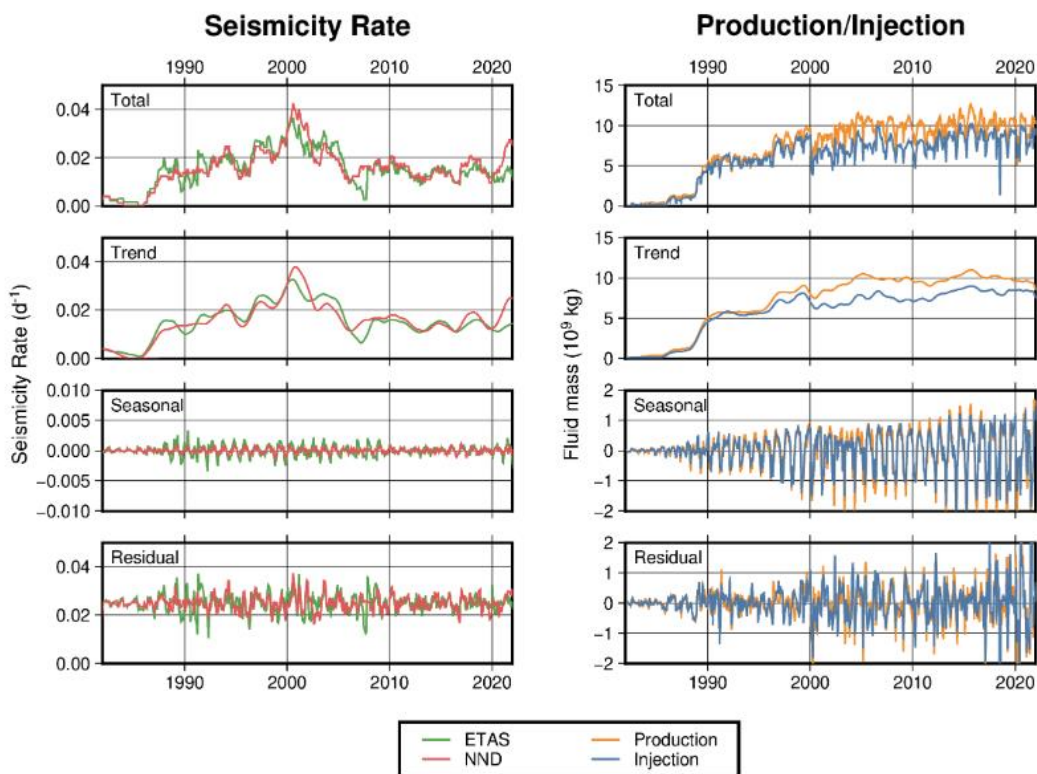 Seismicity Rate
1990 2000 2010 2020
0.04
0.02
0.00
Total
0.04
0.02
0.00
Trend
0.010
0.005
0.000
−0.005
−0.010
Seasonal
0.04
0.02
0.00
Residual
1990 2000 2010 2020
Seismicity Rate (d⁻¹)
Production/Injection
1990 2000 2010 2020
15
10
5
0
Total
15
10
5
0
Trend
2
1
0
−1
−2
Seasonal
2
1
0
−1
−2
Residual
1990 2000 2010 2020
Fluid mass (10⁹ kg)
ETAS Production
NND Injection